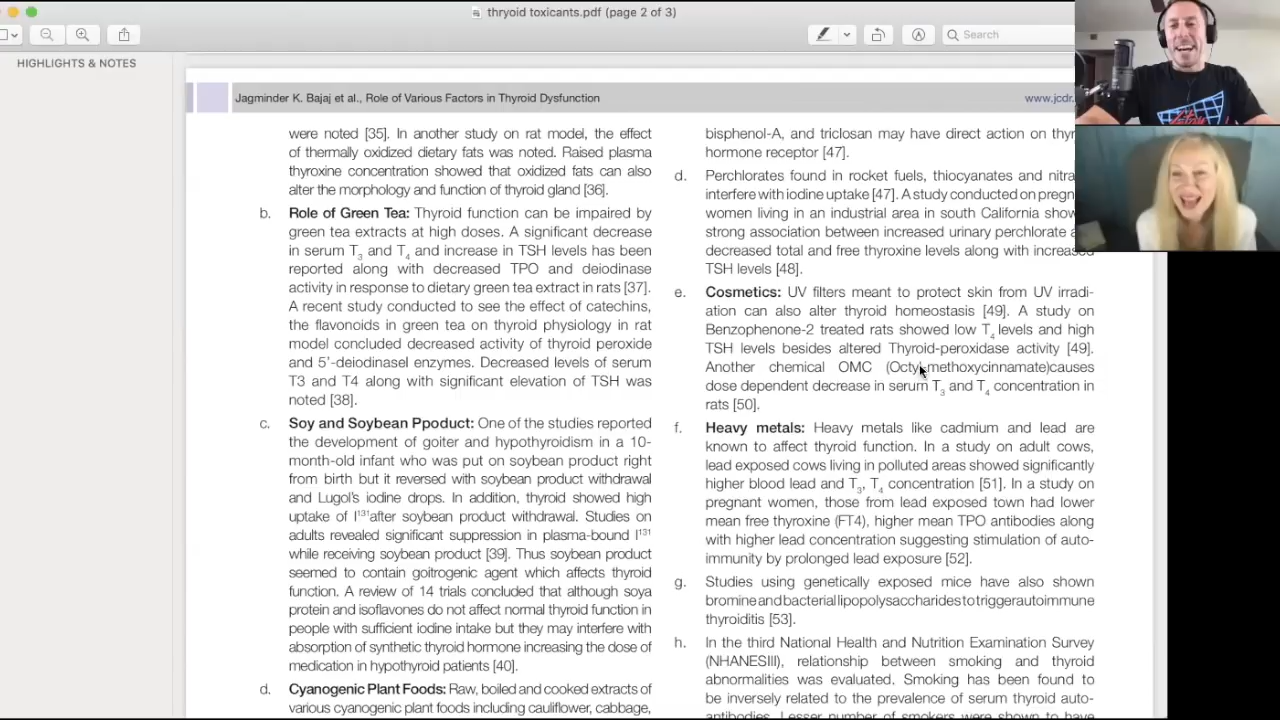 thryoid toxicants.pdf (page 2 of 3)
Search
HIGHLIGHTS & NOTES
Jagminder K. Bajaj et al., Role of Various Factors in Thyroid Dysfunction
www.jcdr.
were noted [35]. In another study on rat model, the effect
of thermally oxidized dietary fats was noted. Raised plasma
thyroxine concentration showed that oxidized fats can also
alter the morphology and function of thyroid gland [36].
b. Role of Green Tea: Thyroid function can be impaired by
green tea extracts at high doses. A significant decrease
in serum T3 and T4 and increase in TSH levels has been
reported along with decreased TPO and deiodinase
activity in response to dietary green tea extract in rats [37].
A recent study conducted to see the effect of catechins,
the flavonoids in green tea on thyroid physiology in rat
model concluded decreased activity of thyroid peroxide
and 5'-deiodinasel enzymes. Decreased levels of serum
T3 and T4 along with significant elevation of TSH was
noted [38].
c. Soy and Soybean Ppoduct: One of the studies reported
the development of goiter and hypothyroidism in a 10-
month-old infant who was put on soybean product right
from birth but it reversed with soybean product withdrawal
and Lugol's iodine drops. In addition, thyroid showed high
uptake of I131after soybean product withdrawal. Studies on
adults revealed significant suppression in plasma-bound I131
while receiving soybean product [39]. Thus soybean product
seemed to contain goitrogenic agent which affects thyroid
function. A review of 14 trials concluded that although soya
protein and isoflavones do not affect normal thyroid function in
people with sufficient iodine intake but they may interfere with
absorption of synthetic thyroid hormone increasing the dose of
medication in hypothyroid patients [40].
d. Cyanogenic Plant Foods: Raw, boiled and cooked extracts of
various cyanogenic plant foods including cauliflower, cabbage,
bisphenol-A, and triclosan may have direct action on thyr
hormone receptor [47].
d. Perchlorates found in rocket fuels, thiocyanates and nitra
interfere with iodine uptake [47]. A study conducted on pregn
women living in an industrial area in south California show
strong association between increased urinary perchlorate a
decreased total and free thyroxine levels along with increased
TSH levels [48].
e. Cosmetics: UV filters meant to protect skin from UV irradi-
ation can also alter thyroid homeostasis [49]. A study on
Benzophenone-2 treated rats showed low T4 levels and high
TSH levels besides altered Thyroid-peroxidase activity [49].
Another chemical OMC (Octyl-methoxycinnamate)causes
dose dependent decrease in serum T3 and T4 concentration in
rats [50].
f. Heavy metals: Heavy metals like cadmium and lead are
known to affect thyroid function. In a study on adult cows,
lead exposed cows living in polluted areas showed significantly
higher blood lead and T3, T4 concentration [51]. In a study on
pregnant women, those from lead exposed town had lower
mean free thyroxine (FT4), higher mean TPO antibodies along
with higher lead concentration suggesting stimulation of auto-
immunity by prolonged lead exposure [52].
g. Studies using genetically exposed mice have also shown
bromine and bacterial lipopolysaccharides to trigger autoimmune
thyroiditis [53].
h. In the third National Health and Nutrition Examination Survey
(NHANESIII), relationship between smoking and thyroid
abnormalities was evaluated. Smoking has been found to
be inversely related to the prevalence of serum thyroid auto-
antibodies. Lesser number of smokers were shown to have